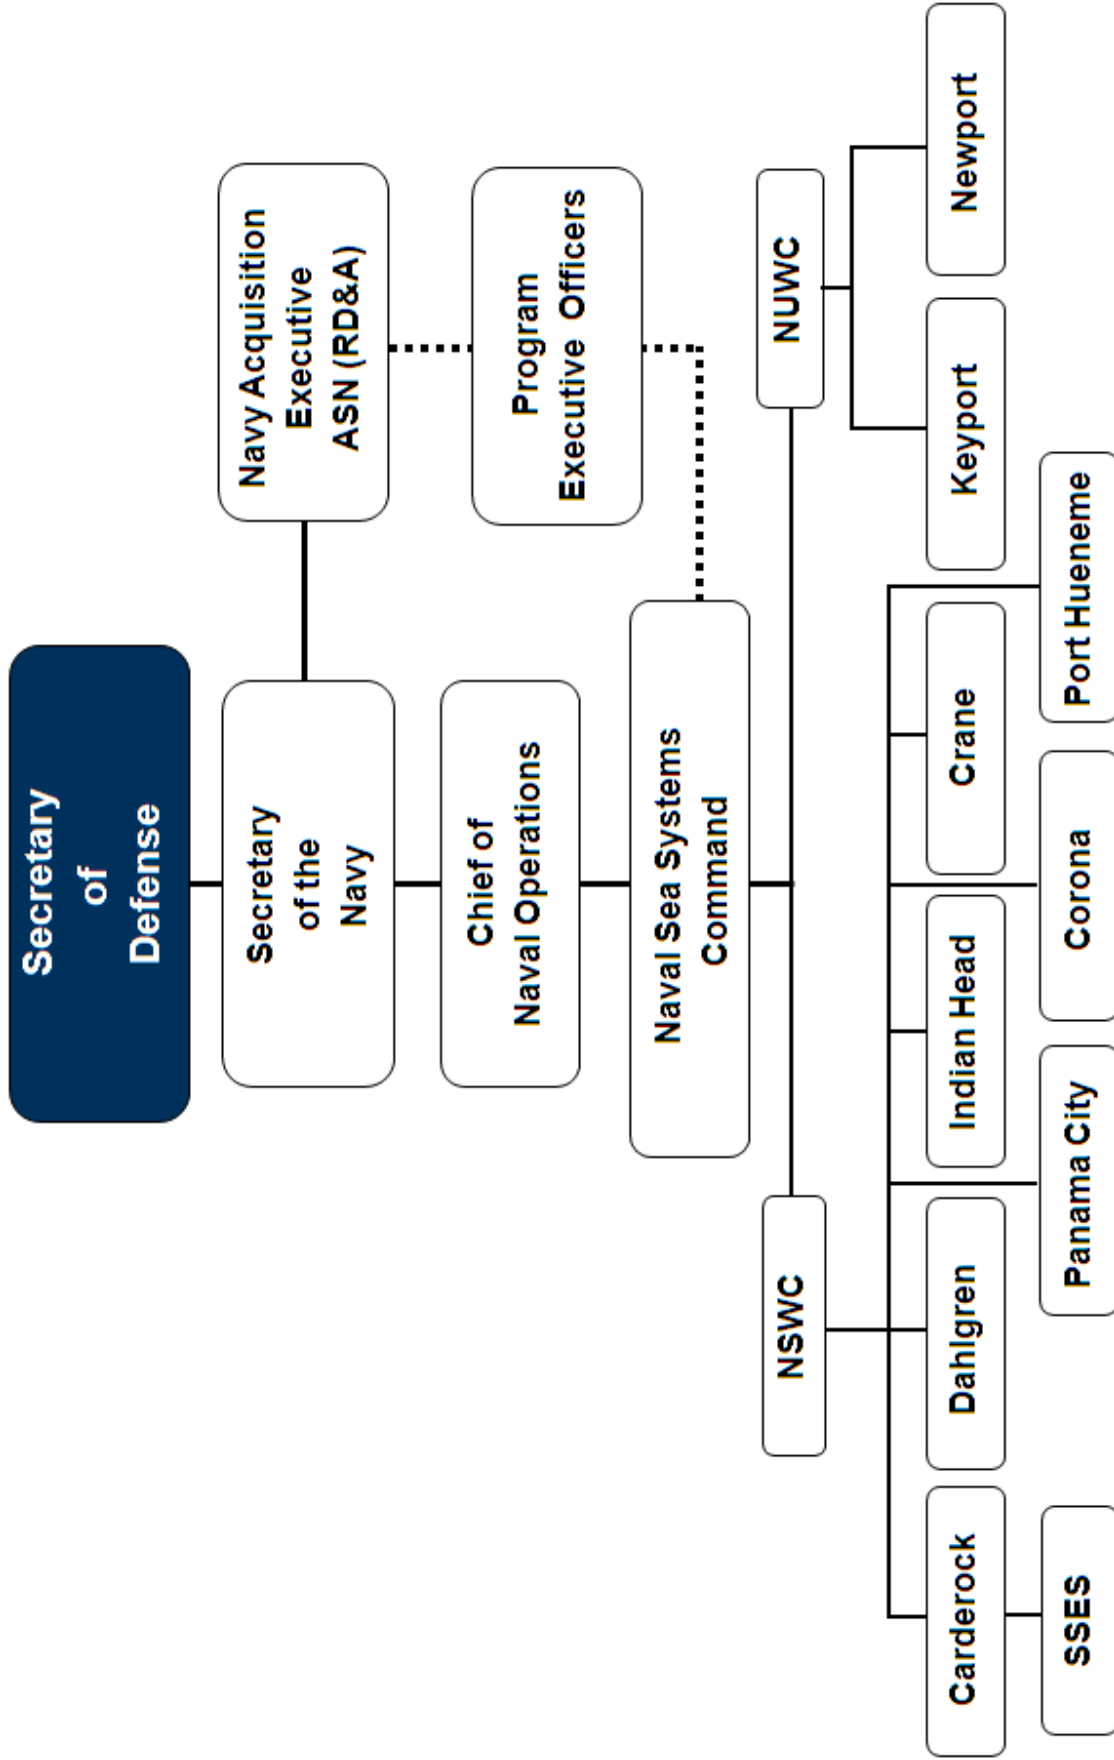 Secretary
of
Defense
Secretary
of the
Navy
Navy Acquisition
Executive
ASN (RD&A)
Chief of
Naval Operations
Program
Executive Officers
Naval Sea Systems
Command
NSWC
NUWC
Carderock
Dahlgren
Indian Head
Crane
Keyport
Newport
SSES
Panama City
Corona
Port Hueneme